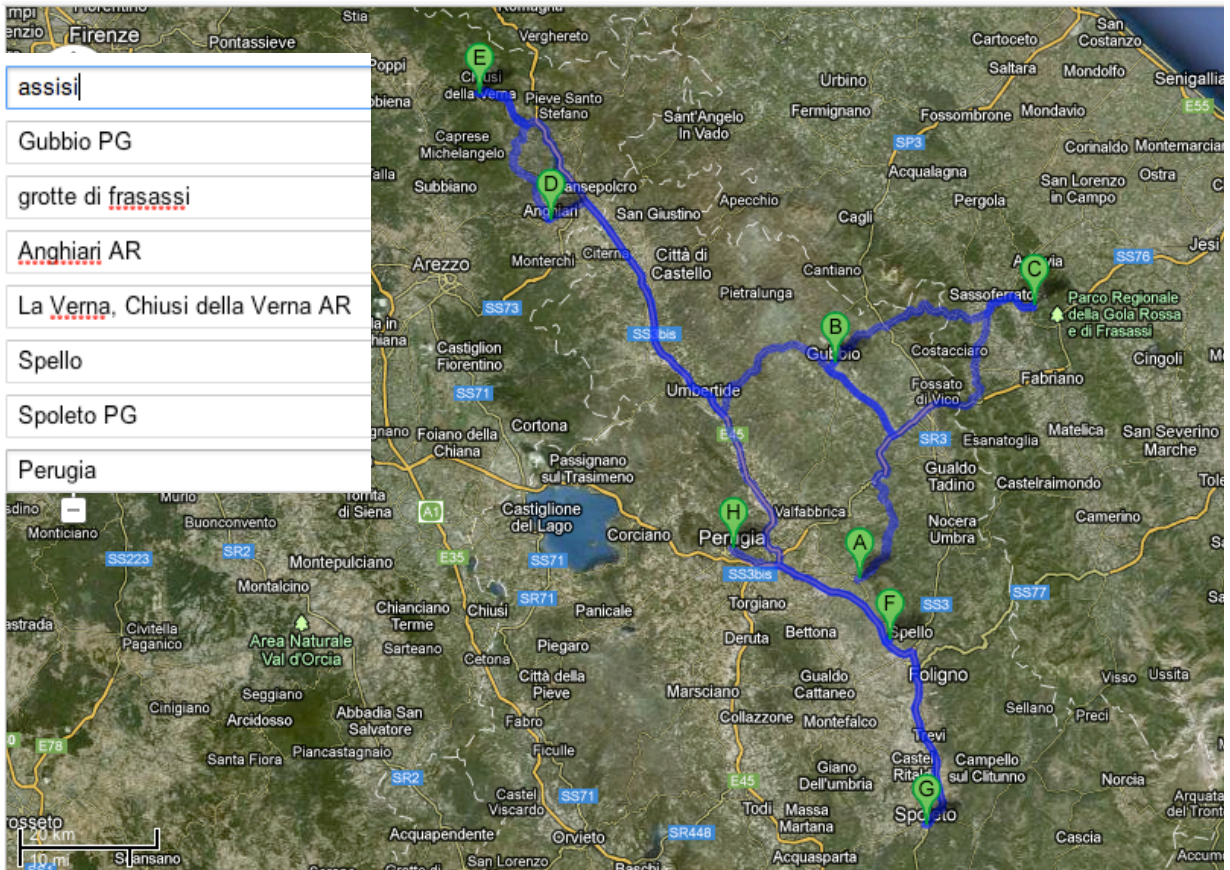 assisi
Gubbio PG
grotte di frasassi
Anghiari AR
La Verna, Chiusi della Verna AR
Spello
Spoleto PG
Perugia
Firenze
Pontassieve
Stia
Verghereto
Cartoceto
San
Costanzo
Poppi
E
Chiusi
della Verna
Pieve Santo
Stefano
Urbino
Saltara
Mondolfo
Senigallia
Fermignano
Fossombrone
Mondavio
E55
Sant'Angelo
In Vado
SP3
Caprese
Michelangelo
Corinaldo
Acqualagna
San Lorenzo
in Campo
Ostra
Subbiano
D
Anghiari
San Giustino
Apecchio
Pergola
Cagli
Jesi
Arezzo
Monterchi
Citerna
Città di
Castello
Cantiano
C
SS76
SS73
Pietralunga
Sassoferrato
Parco Regionale
della Gola Rossa
e di Frasassi
SS3bis
B
Gubbio
Costacciaro
Cingoli
Castiglion
Fiorentino
SS71
Umbertide
Fossato
di Vico
Fabriano
Cortona
E45
SR3
Esanatoglia
Matelica
San Severino
Marche
Foiano della
Chiana
Passignano
sul Trasimeno
Gualdo
Tadino
Castelraimondo
A1
Castiglione
del Lago
Corciano
H
Perugia
Valfabbrica
Nocera
Umbra
Camerino
Monticiano
Murlo
Buonconvento
SS223
SR2
Montepulciano
E35
SS71
SS3bis
A
Montalcino
SR71
Chianciano
Terme
Chiusi
Panicale
Torgiano
F
SS3
SS77
Civitella
Paganico
Area Naturale
Val d'Orcia
Sarteano
Cetona
Piegaro
Deruta
Bettona
Spello
Foligno
Città della
Pieve
Marsciano
Gualdo
Cattaneo
Visso
Ussita
Seggiano
Cinigiano
Arcidosso
Abbadia San
Salvatore
Fabro
Collazzone
Montefalco
Sellano
Preci
E78
Santa Fiora
Piancastagnaio
Ficulle
Trevi
SR2
SS71
E45
Giano
Dell'umbria
Castel
Campello
sul Clitunno
Norcia
Castel
Viscardo
Todi
Massa
Martana
G
Spoleto
20 km
10 mi
Acquapendente
Orvieto
SR448
Acquasparta
Cascia
San Lorenzo